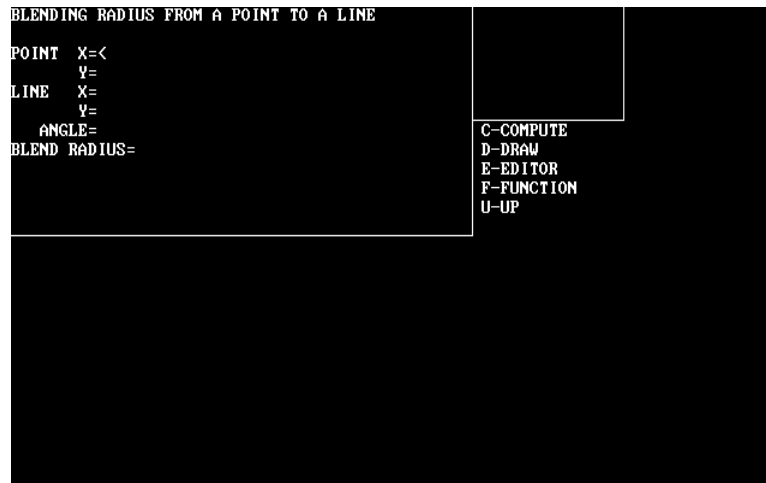 BLENDING RADIUS FROM A POINT TO A LINE
POINT X=<
Y=
LINE X=
Y=
ANGLE=
BLEND RADIUS=
C-COMPUTE
D-DRAW
E-EDITOR
F-FUNCTION
U-UP